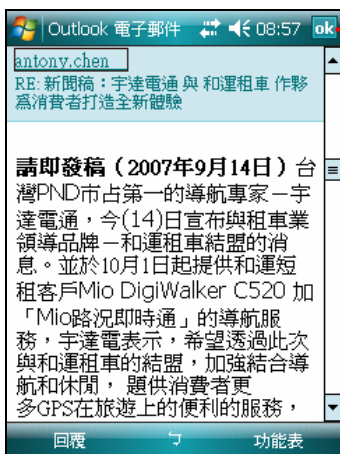 Outlook 電子郵件 08:57 ok
antony.chen
RE: 新聞稿：宇達電通 與 和運租車 作夥
為消費者打造全新體驗
請即發稿（2007年9月14日）台
灣PND市占第一的導航專家－宇
達電通，今(14)日宣布與租車業
領導品牌－和運租車結盟的消
息。並於10月1日起提供和運短
租客戶Mio DigiWalker C520 加
「Mio路況即時通」的導航服
務，宇達電表示，希望透過此次
與和運租車的結盟，加強結合導
航和休閒， 題供消費者更
多GPS在旅遊上的便利的服務，
回覆 功能表